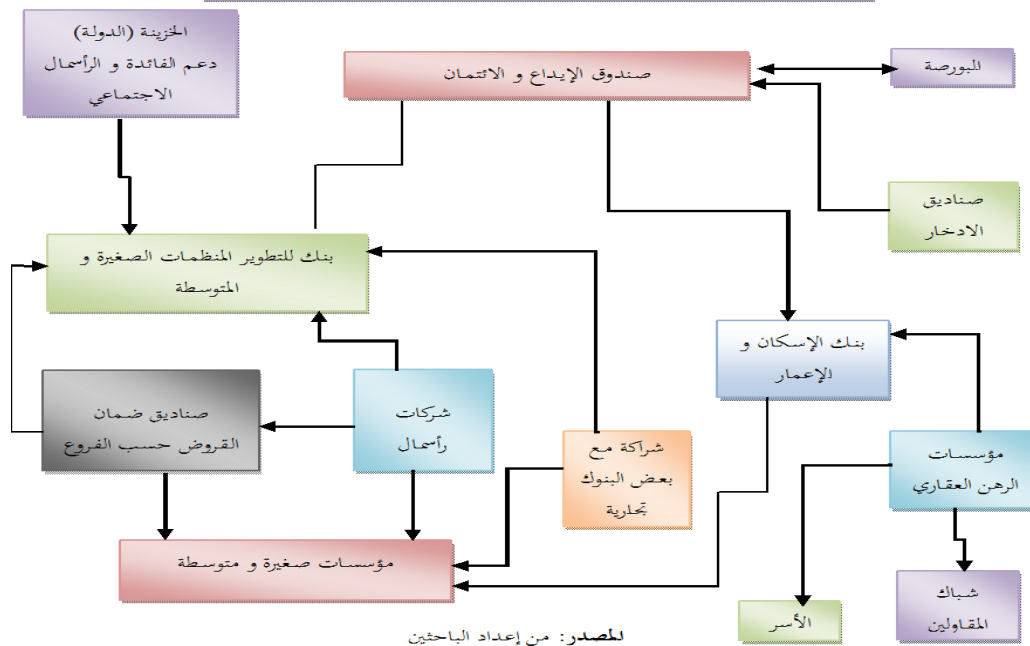 الخزينة (الدولة)
دعم الفائدة و الرأسمال
الاجتماعي
صندوق الإيداع و الائتمان
البورصة
صناديق
الادخار
بنك للتطوير المنظمات الصغيرة و
المتوسطة
بنك الإسكان و
الإعمار
صناديق ضمان
القروض حسب الفروع
شركات
رأسمال
شراكة مع
بعض البنوك
تجارية
مؤسسات
الرهن العقاري
مؤسسات صغيرة و متوسطة
الأسر
شباك
المقاولين
المصدر: من إعداد الباحثين